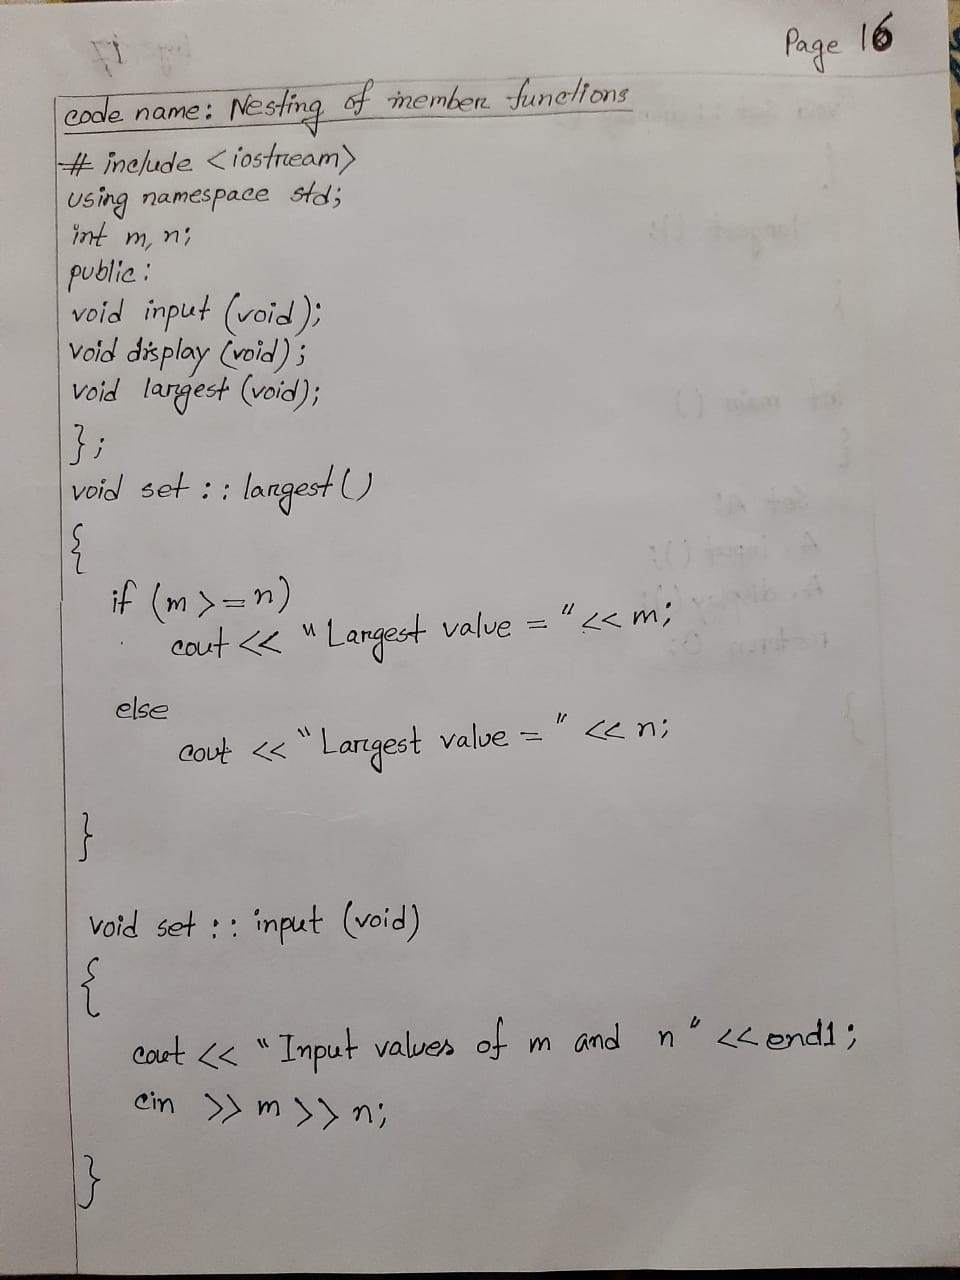 Page 16
code name: Nesting of member functions
# include <iostream>
using namespace std;
int m, n;
public:
void input (void);
void display (void);
void largest (void);
};
void set :: largest ()
{
if (m >= n)
cout << "Largest value = " << m;
else
cout << "Largest value = " << n;
}
void set :: input (void)
{
cout << "Input values of m and n" << endl;
cin >> m >> n;
}